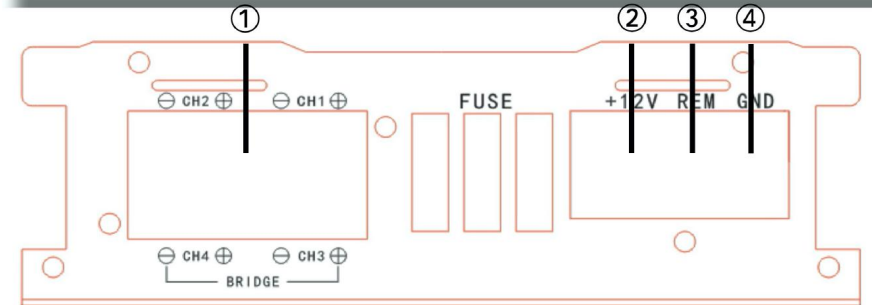 ① ② ③ ④
⊖ CH2 ⊕ ⊖ CH1 ⊕ FUSE +12V REM GND
⊖ CH4 ⊕ ⊖ CH3 ⊕
BRIDGE